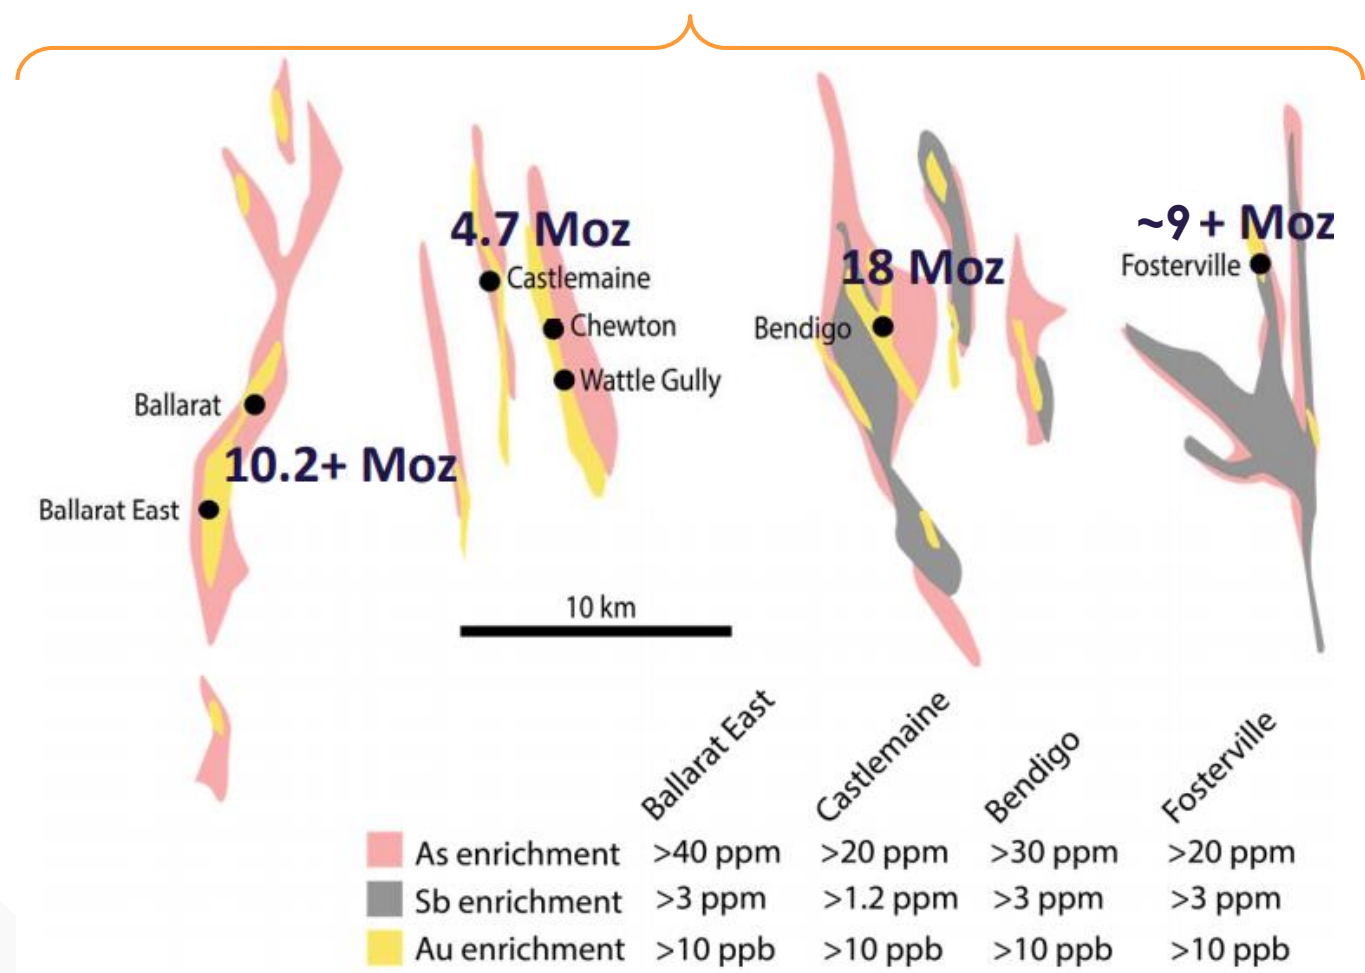 4.7 Moz
~9 + Moz
Castlemaine
18 Moz
Fosterville
Chewton
Bendigo
Wattle Gully
Ballarat
10.2+ Moz
Ballarat East
10 km
Ballarat East
Castlemaine
Bendigo
Fosterville
As enrichment >40 ppm >20 ppm >30 ppm >20 ppm
Sb enrichment >3 ppm >1.2 ppm >3 ppm >3 ppm
Au enrichment >10 ppb >10 ppb >10 ppb >10 ppb